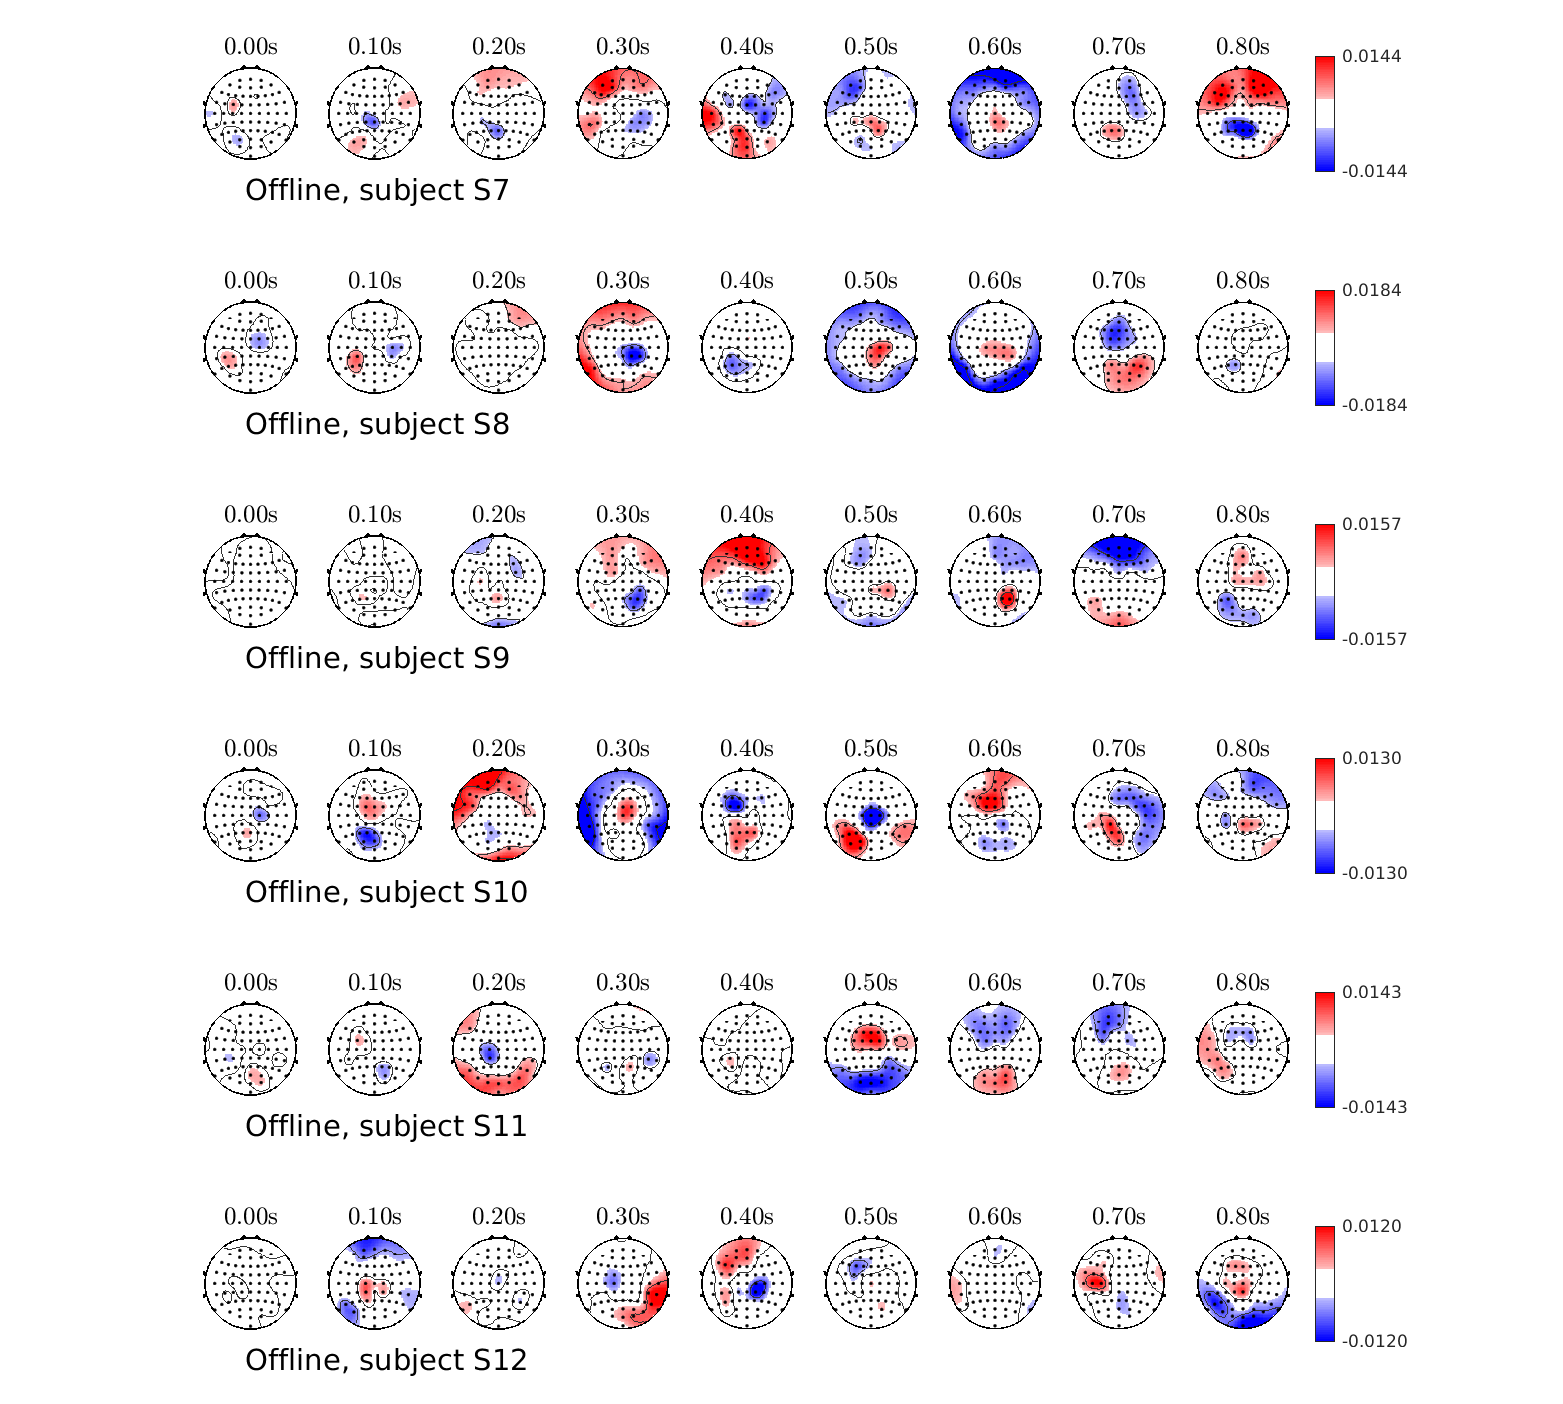 0.00s 0.10s 0.20s 0.30s 0.40s 0.50s 0.60s 0.70s 0.80s
0.0144
-0.0144
Offline, subject S7
0.00s 0.10s 0.20s 0.30s 0.40s 0.50s 0.60s 0.70s 0.80s
0.0184
-0.0184
Offline, subject S8
0.00s 0.10s 0.20s 0.30s 0.40s 0.50s 0.60s 0.70s 0.80s
0.0157
-0.0157
Offline, subject S9
0.00s 0.10s 0.20s 0.30s 0.40s 0.50s 0.60s 0.70s 0.80s
0.0130
-0.0130
Offline, subject S10
0.00s 0.10s 0.20s 0.30s 0.40s 0.50s 0.60s 0.70s 0.80s
0.0143
-0.0143
Offline, subject S11
0.00s 0.10s 0.20s 0.30s 0.40s 0.50s 0.60s 0.70s 0.80s
0.0120
-0.0120
Offline, subject S12